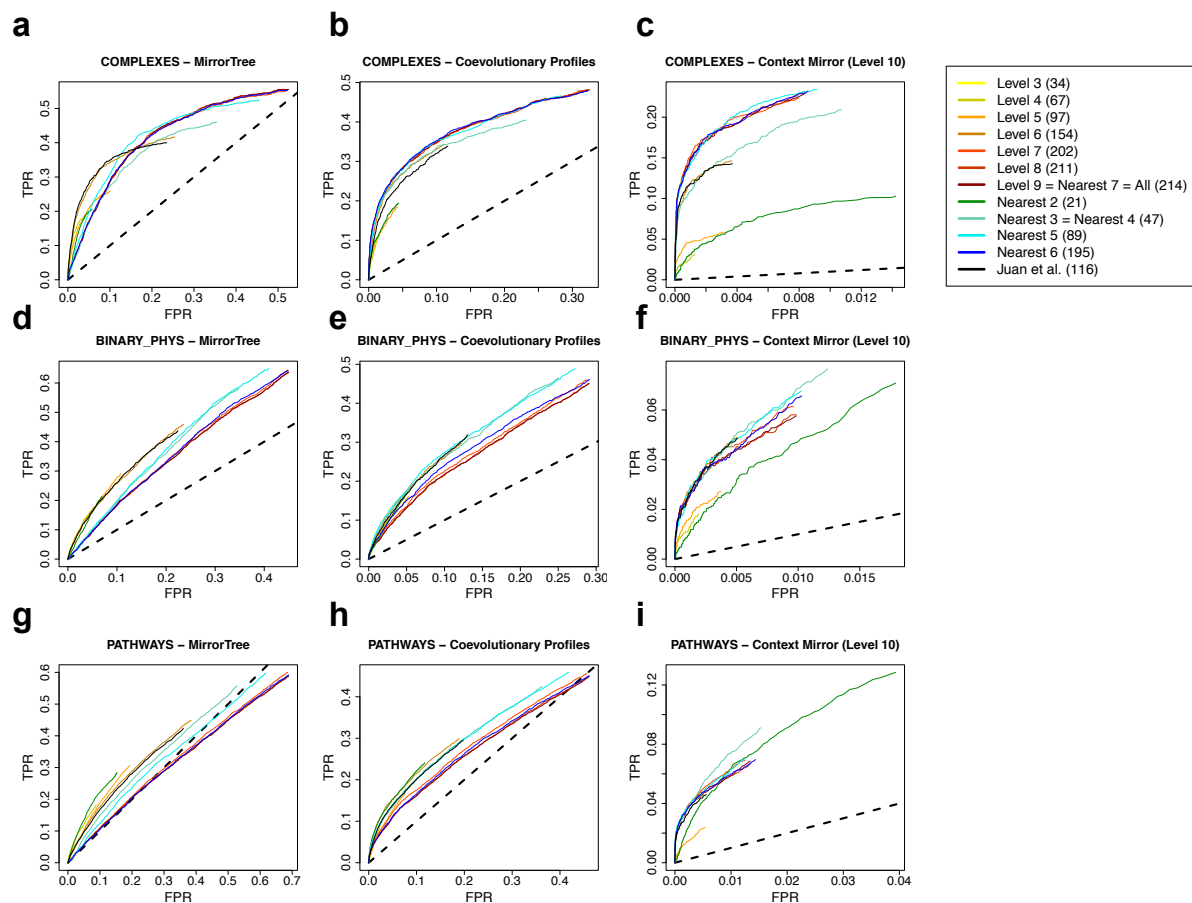 a
b
c
COMPLEXES – MirrorTree
COMPLEXES – Coevolutionary Profiles
COMPLEXES – Context Mirror (Level 10)
TPR
0.0 0.1 0.2 0.3 0.4 0.5
0.0 0.1 0.2 0.3 0.4 0.5
FPR
TPR
0.0 0.1 0.2 0.3 0.4 0.5
0.00 0.10 0.20 0.30
FPR
TPR
0.00 0.05 0.10 0.15 0.20
0.000 0.004 0.008 0.012
FPR
Level 3 (34)
Level 4 (67)
Level 5 (97)
Level 6 (154)
Level 7 (202)
Level 8 (211)
Level 9 = Nearest 7 = All (214)
Nearest 2 (21)
Nearest 3 = Nearest 4 (47)
Nearest 5 (89)
Nearest 6 (195)
Juan et al. (116)
d
e
f
BINARY_PHYS – MirrorTree
BINARY_PHYS – Coevolutionary Profiles
BINARY_PHYS – Context Mirror (Level 10)
TPR
0.0 0.1 0.2 0.3 0.4 0.5 0.6
0.0 0.1 0.2 0.3 0.4
FPR
TPR
0.0 0.1 0.2 0.3 0.4 0.5
0.00 0.05 0.10 0.15 0.20 0.25 0.30
FPR
TPR
0.00 0.02 0.04 0.06
0.000 0.005 0.010 0.015
FPR
g
h
i
PATHWAYS – MirrorTree
PATHWAYS – Coevolutionary Profiles
PATHWAYS – Context Mirror (Level 10)
TPR
0.0 0.1 0.2 0.3 0.4 0.5 0.6
0.0 0.1 0.2 0.3 0.4 0.5 0.6 0.7
FPR
TPR
0.0 0.1 0.2 0.3 0.4
0.0 0.1 0.2 0.3 0.4
FPR
TPR
0.00 0.04 0.08 0.12
0.00 0.01 0.02 0.03 0.04
FPR